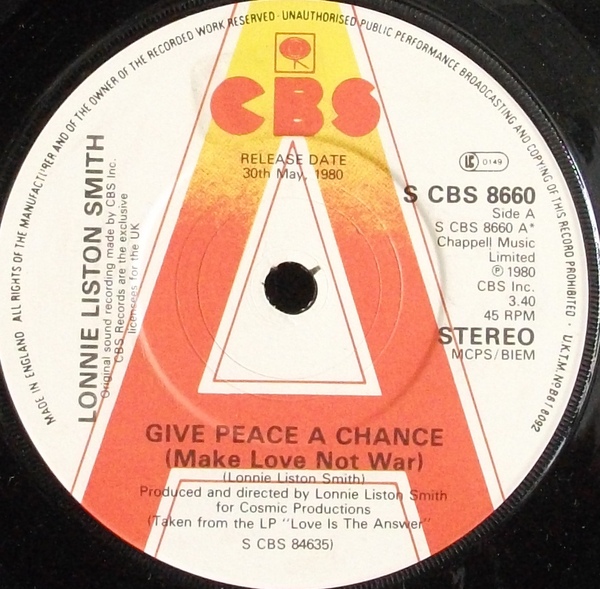 MADE IN ENGLAND ALL RIGHTS OF THE MANUFACTURER AND OF THE OWNER OF THE RECORDED WORK RESERVED · UNAUTHORISED PUBLIC PERFORMANCE BROADCASTING AND COPYING OF THIS RECORD PROHIBITED · U.K.T.M. No B818092
CBS
RELEASE DATE
30th May, 1980
LC 0149
LONNIE LISTON SMITH
Original sound recording made by CBS Inc.
CBS Records are the exclusive
licensees for the UK
S CBS 8660
Side A
S CBS 8660 A*
Chappell Music
Limited
℗ 1980
CBS Inc.
3.40
45 RPM
STEREO
MCPS/BIEM
GIVE PEACE A CHANCE
(Make Love Not War)
(Lonnie Liston Smith)
Produced and directed by Lonnie Liston Smith
for Cosmic Productions
(Taken from the LP "Love Is The Answer"
S CBS 84635)